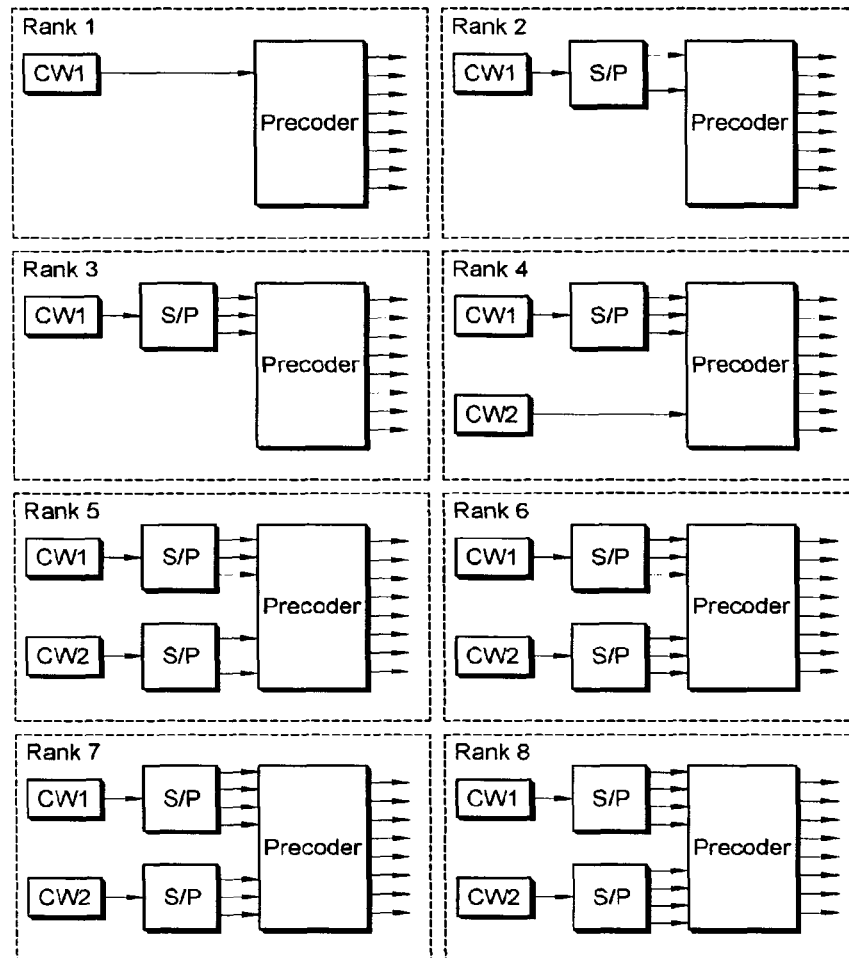 Rank 1
CW1
Precoder
Rank 2
CW1
S/P
Precoder
Rank 3
CW1
S/P
Precoder
Rank 4
CW1
S/P
Precoder
CW2
Rank 5
CW1
S/P
Precoder
CW2
S/P
Rank 6
CW1
S/P
Precoder
CW2
S/P
Rank 7
CW1
S/P
Precoder
CW2
S/P
Rank 8
CW1
S/P
Precoder
CW2
S/P